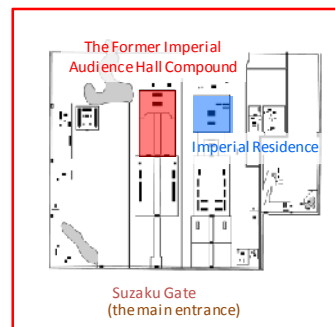 The Former Imperial
Audience Hall Compound
Imperial Residence
Suzaku Gate
(the main entrance)